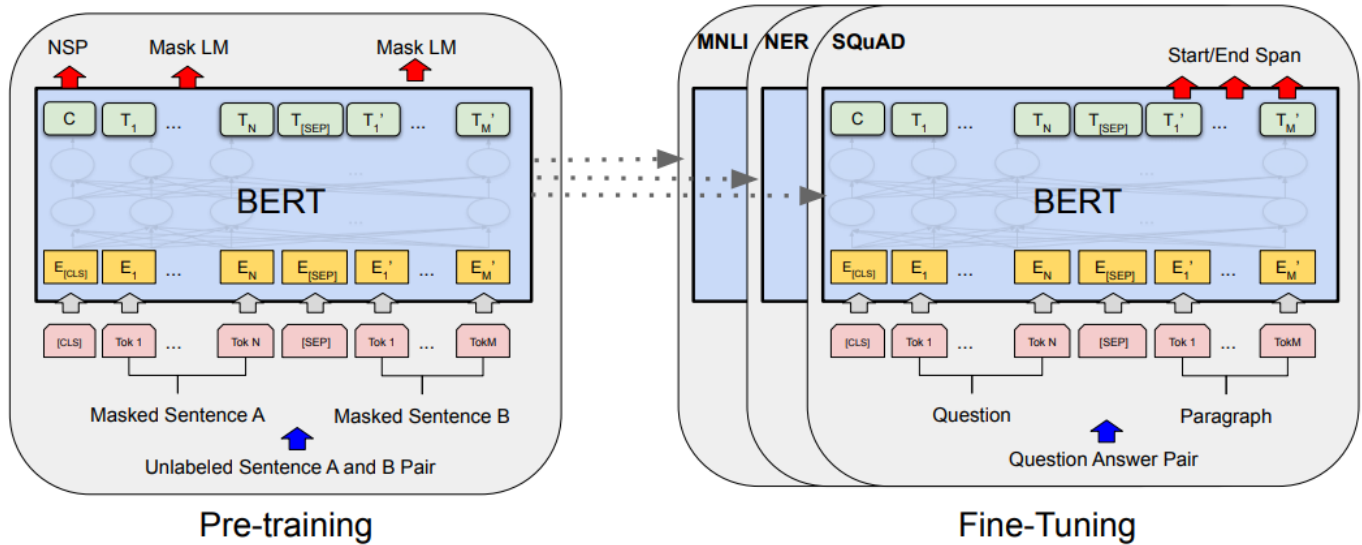 NSP Mask LM Mask LM
C T1 ... TN T[SEP] T1' ... TM'
...
BERT
...
E[CLS] E1 ... EN E[SEP] E1' ... EM'
[CLS] Tok 1 ... Tok N [SEP] Tok 1 ... TokM
Masked Sentence A Masked Sentence B
Unlabeled Sentence A and B Pair
Pre-training
MNLI NER SQuAD
Start/End Span
C T1 ... TN T[SEP] T1' ... TM'
...
BERT
...
E[CLS] E1 ... EN E[SEP] E1' ... EM'
[CLS] Tok 1 ... Tok N [SEP] Tok 1 ... TokM
Question Paragraph
Question Answer Pair
Fine-Tuning